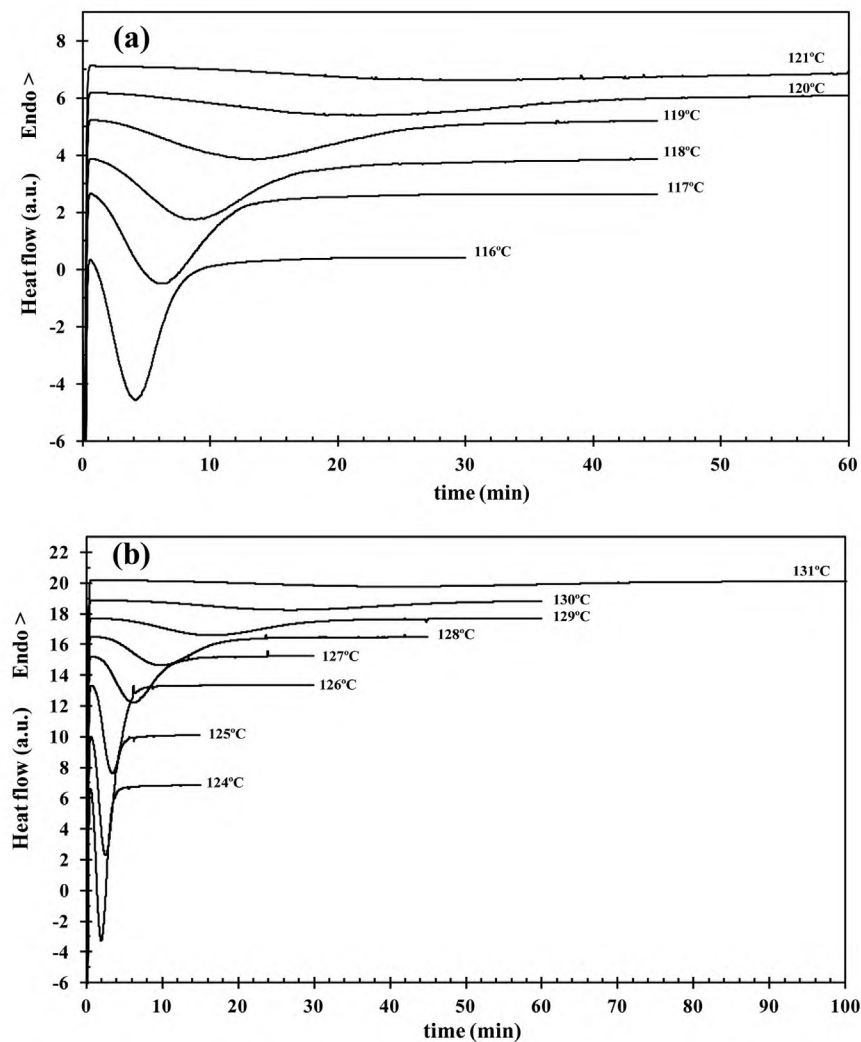 (a)
8
6
4
2
0
-2
-4
-6
Heat flow (a.u.) Endo >
121ºC
120ºC
119ºC
118ºC
117ºC
116ºC
0 10 20 30 40 50 60
time (min)
(b)
22
20
18
16
14
12
10
8
6
4
2
0
-2
-4
-6
Heat flow (a.u.) Endo >
131ºC
130ºC
129ºC
128ºC
127ºC
126ºC
125ºC
124ºC
0 10 20 30 40 50 60 70 80 90 100
time (min)